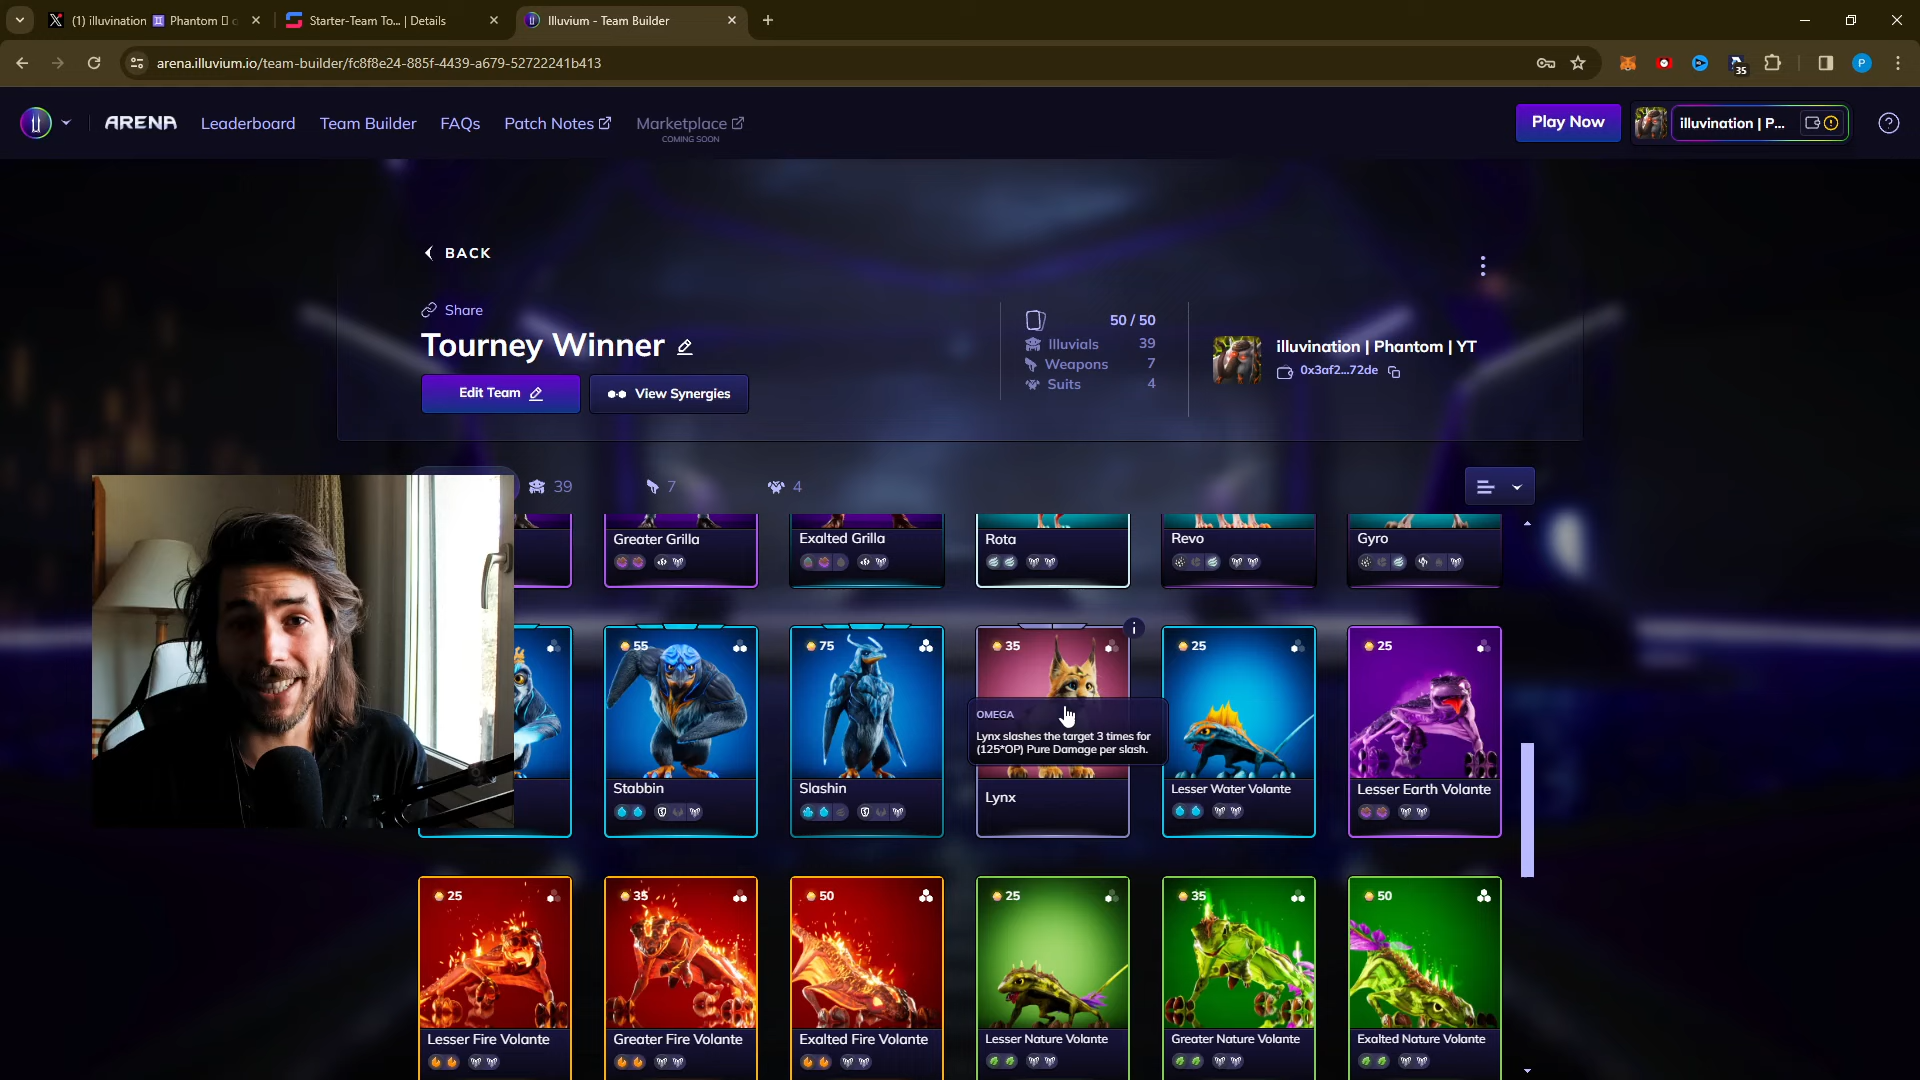 (1) illuvination Phantom
Starter-Team To... | Details
Illuvium - Team Builder
arena.illuvium.io/team-builder/fc8f8e24-885f-4439-a679-52722241b413
35
P
ARENA
Leaderboard
Team Builder
FAQs
Patch Notes
Marketplace
COMING SOON
Play Now
illuvination | P...
?
BACK
Share
Tourney Winner
Edit Team
View Synergies
50 / 50
Illuvials 39
Weapons 7
Suits 4
illuvination | Phantom | YT
0x3af2...72de
39
7
4
Greater Grilla
Exalted Grilla
Rota
Revo
Gyro
55
75
35
i
25
25
OMEGA
Lynx slashes the target 3 times for
(125*OP) Pure Damage per slash.
Stabbin
Slashin
Lynx
Lesser Water Volante
Lesser Earth Volante
25
35
50
25
35
50
Lesser Fire Volante
Greater Fire Volante
Exalted Fire Volante
Lesser Nature Volante
Greater Nature Volante
Exalted Nature Volante